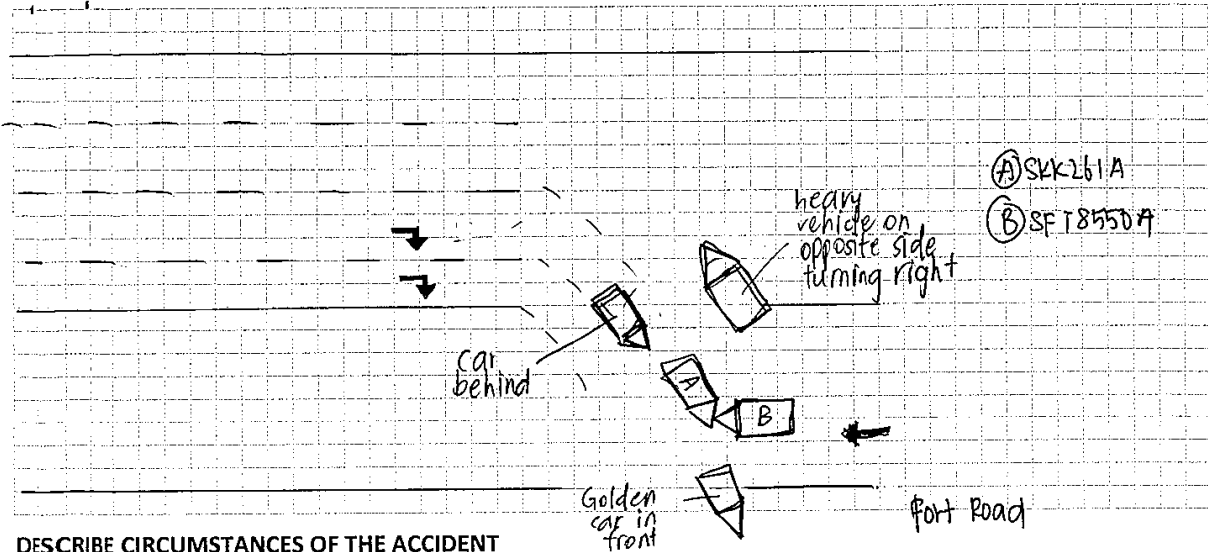 Ⓐ SKK261A
Ⓑ SFT8550A
heavy
vehicle on
opposite side
turning right
car
behind
A
B
Golden
car in
front
Fort Road
DESCRIBE CIRCUMSTANCES OF THE ACCIDENT